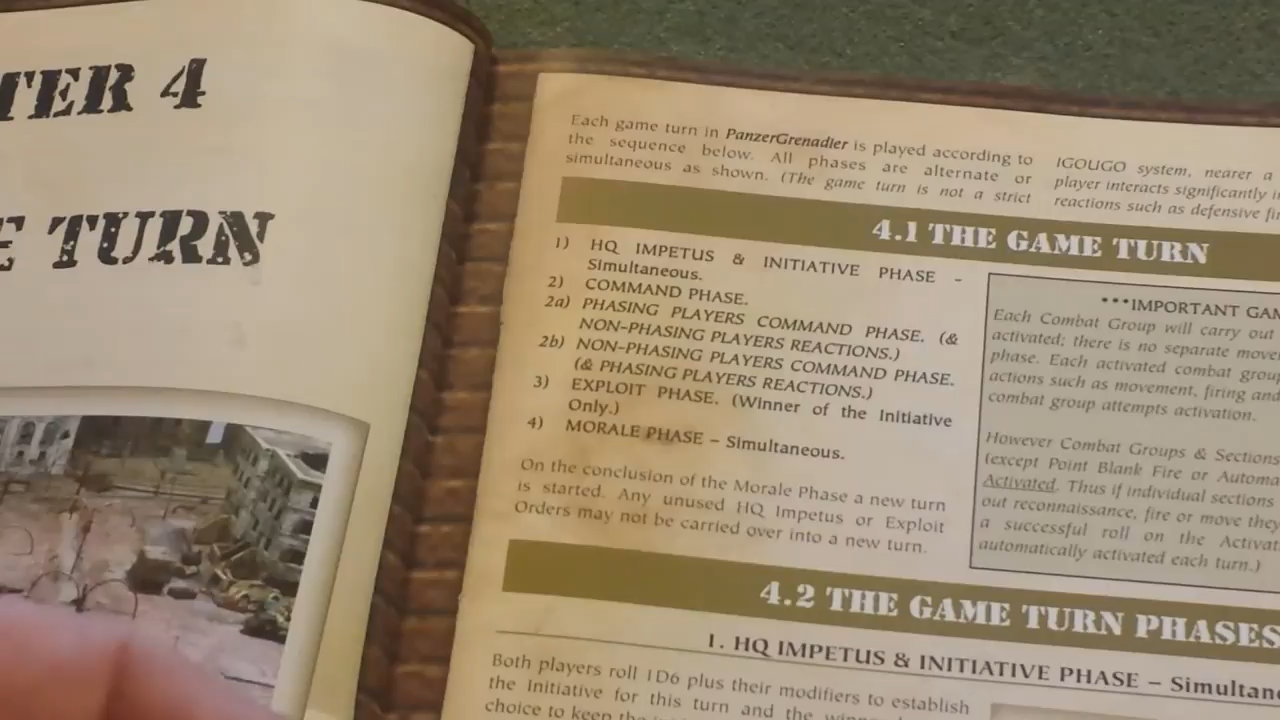 TER 4
E TURN
Each game turn in PanzerGrenadier is played according to
the sequence below. All phases are alternate or
simultaneous as shown. (The game turn is not a strict
IGOUGO system, nearer a
player interacts significantly
reactions such as defensive
4.1 THE GAME TURN
1) HQ IMPETUS & INITIATIVE PHASE -
Simultaneous.
2) COMMAND PHASE.
2a) PHASING PLAYERS COMMAND PHASE. (&
NON-PHASING PLAYERS REACTIONS.)
2b) NON-PHASING PLAYERS COMMAND PHASE.
(& PHASING PLAYERS REACTIONS.)
3) EXPLOIT PHASE. (Winner of the Initiative
Only.)
4) MORALE PHASE – Simultaneous.
On the conclusion of the Morale Phase a new turn
is started. Any unused HQ Impetus or Exploit
Orders may not be carried over into a new turn.
***IMPORTANT GAM
Each Combat Group will carry out
activated; there is no separate move
phase. Each activated combat group
actions such as movement, firing and
combat group attempts activation.
However Combat Groups & Sections
(except Point Blank Fire or Automa
Activated. Thus if individual sections
out reconnaissance, fire or move they
a successful roll on the Activat
automatically activated each turn.)
4.2 THE GAME TURN PHASES
1. HQ IMPETUS & INITIATIVE PHASE – Simultan
Both players roll 1D6 plus their modifiers to establish
the Initiative for this turn and the
choice to keep the